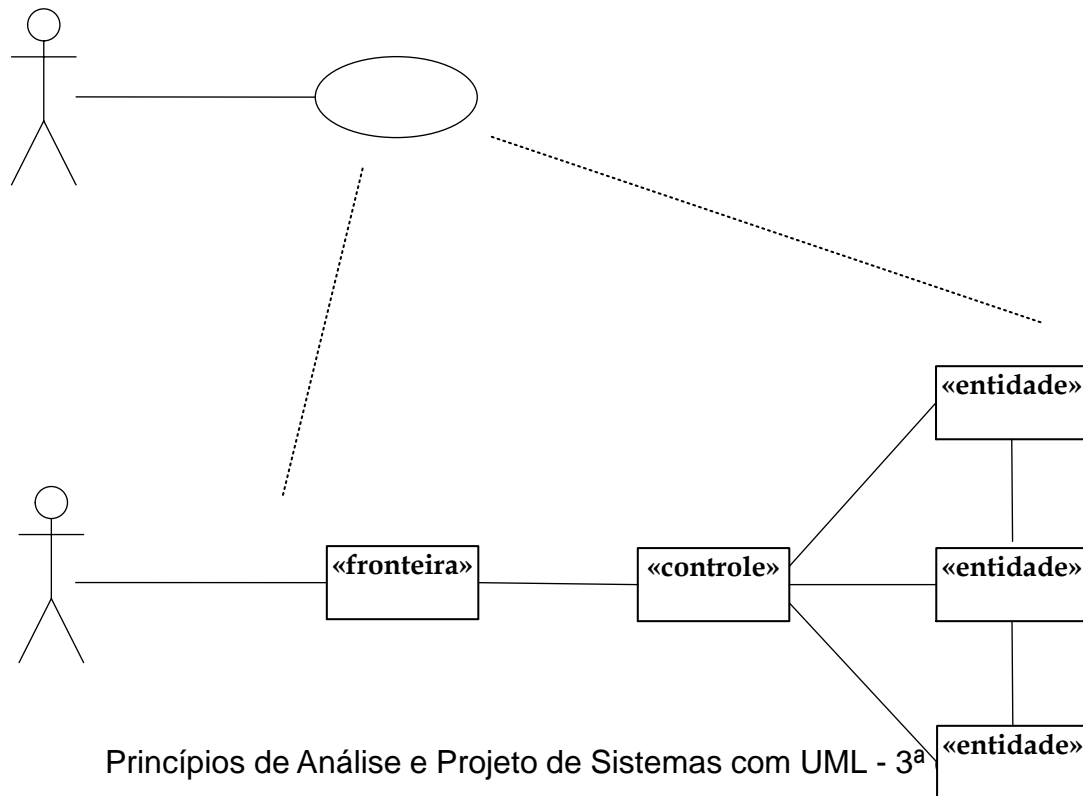 «entidade»
«fronteira»
«controle»
«entidade»
«entidade»
Princípios de Análise e Projeto de Sistemas com UML - 3ª